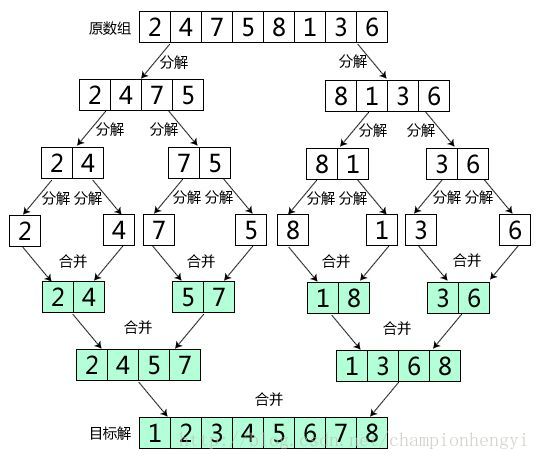 原数组 2 4 7 5 8 1 3 6
分解 分解
2 4 7 5 8 1 3 6
分解 分解 分解 分解
2 4 7 5 8 1 3 6
分解 分解 分解 分解 分解 分解 分解 分解
2 4 7 5 8 1 3 6
合并 合并 合并 合并
2 4 5 7 1 8 3 6
合并 合并
2 4 5 7 1 3 6 8
合并
目标解 1 2 3 4 5 6 7 8
http://blog.csdn.net/championhengyi